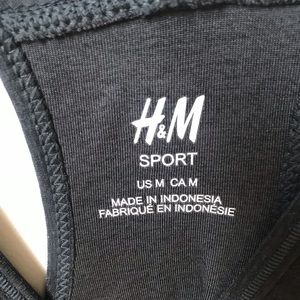 H&M
SPORT
US M CA M
MADE IN INDONESIA
FABRIQUÉ EN INDONÉSIE